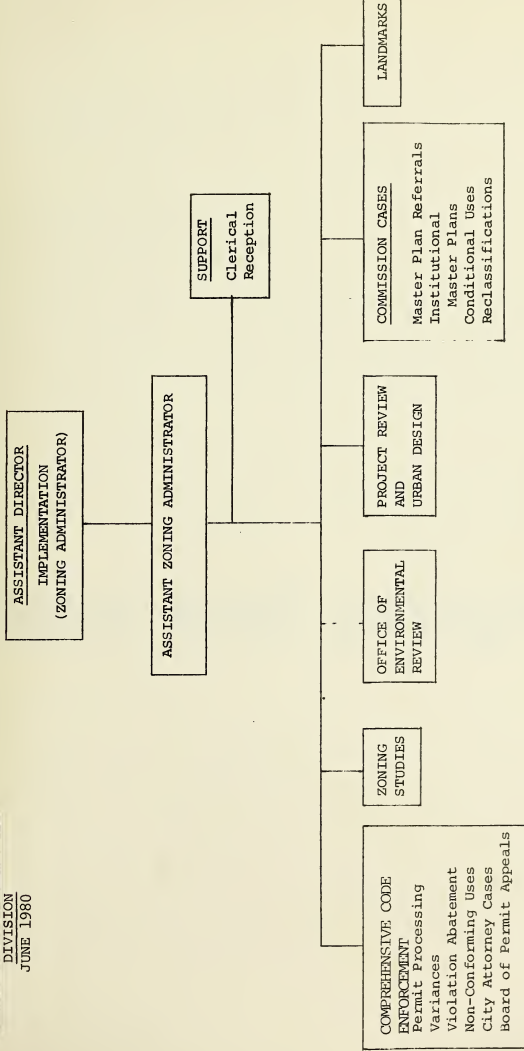 DIVISION
JUNE 1980
ASSISTANT DIRECTOR
IMPLEMENTATION
(ZONING ADMINISTRATOR)
ASSISTANT ZONING ADMINISTRATOR
SUPPORT
Clerical
Reception
COMPREHENSIVE CODE
ENFORCEMENT
Permit Processing
Variances
Violation Abatement
Non-Conforming Uses
City Attorney Cases
Board of Permit Appeals
ZONING
STUDIES
OFFICE OF
ENVIRONMENTAL
REVIEW
PROJECT REVIEW
AND
URBAN DESIGN
COMMISSION CASES
Master Plan Referrals
Institutional
Master Plans
Conditional Uses
Reclassifications
LANDMARKS